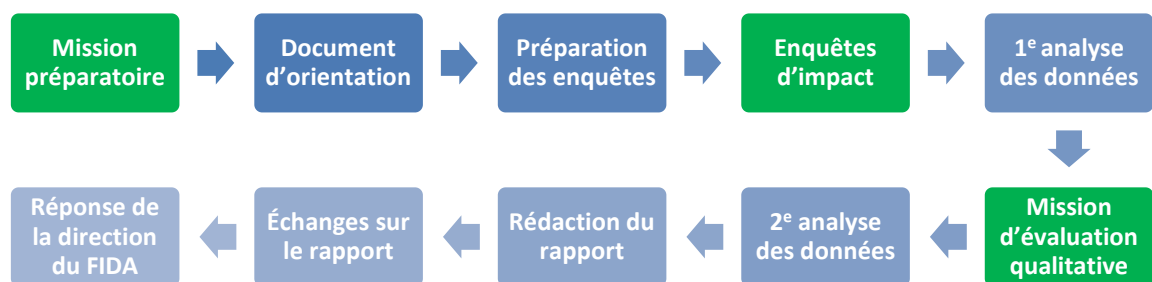 Mission
préparatoire
Document
d'orientation
Préparation
des enquêtes
Enquêtes
d'impact
1e analyse
des données
Mission
d'évaluation
qualitative
2e analyse
des données
Rédaction du
rapport
Échanges sur
le rapport
Réponse de
la direction
du FIDA